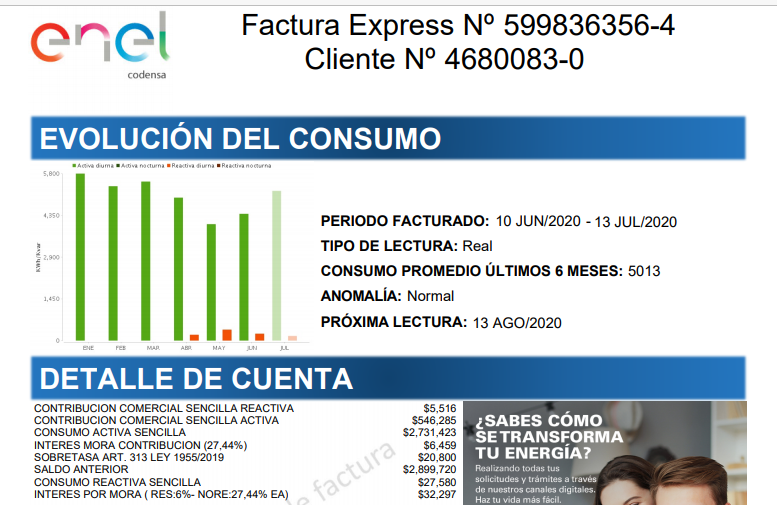 enel
codensa
Factura Express Nº 599836356-4
Cliente Nº 4680083-0
EVOLUCIÓN DEL CONSUMO
Activa diurna Activa nocturna Reactiva diurna Reactiva nocturna
5,800
4,350
2,900
1,450
0
KWh/Kvar
ENE FEB MAR ABR MAY JUN JUL
PERIODO FACTURADO: 10 JUN/2020 - 13 JUL/2020
TIPO DE LECTURA: Real
CONSUMO PROMEDIO ÚLTIMOS 6 MESES: 5013
ANOMALÍA: Normal
PRÓXIMA LECTURA: 13 AGO/2020
DETALLE DE CUENTA
CONTRIBUCION COMERCIAL SENCILLA REACTIVA $5,516
CONTRIBUCION COMERCIAL SENCILLA ACTIVA $546,285
CONSUMO ACTIVA SENCILLA $2,731,423
INTERES MORA CONTRIBUCION (27,44%) $6,459
SOBRETASA ART. 313 LEY 1955/2019 $20,800
SALDO ANTERIOR $2,899,720
CONSUMO REACTIVA SENCILLA $27,580
INTERES POR MORA ( RES:6%- NORE:27,44% EA) $32,297
de factura
¿SABES CÓMO
SE TRANSFORMA
TU ENERGÍA?
Realizando todas tus
solicitudes y trámites a través
de nuestros canales digitales.
Haz tu vida más fácil.